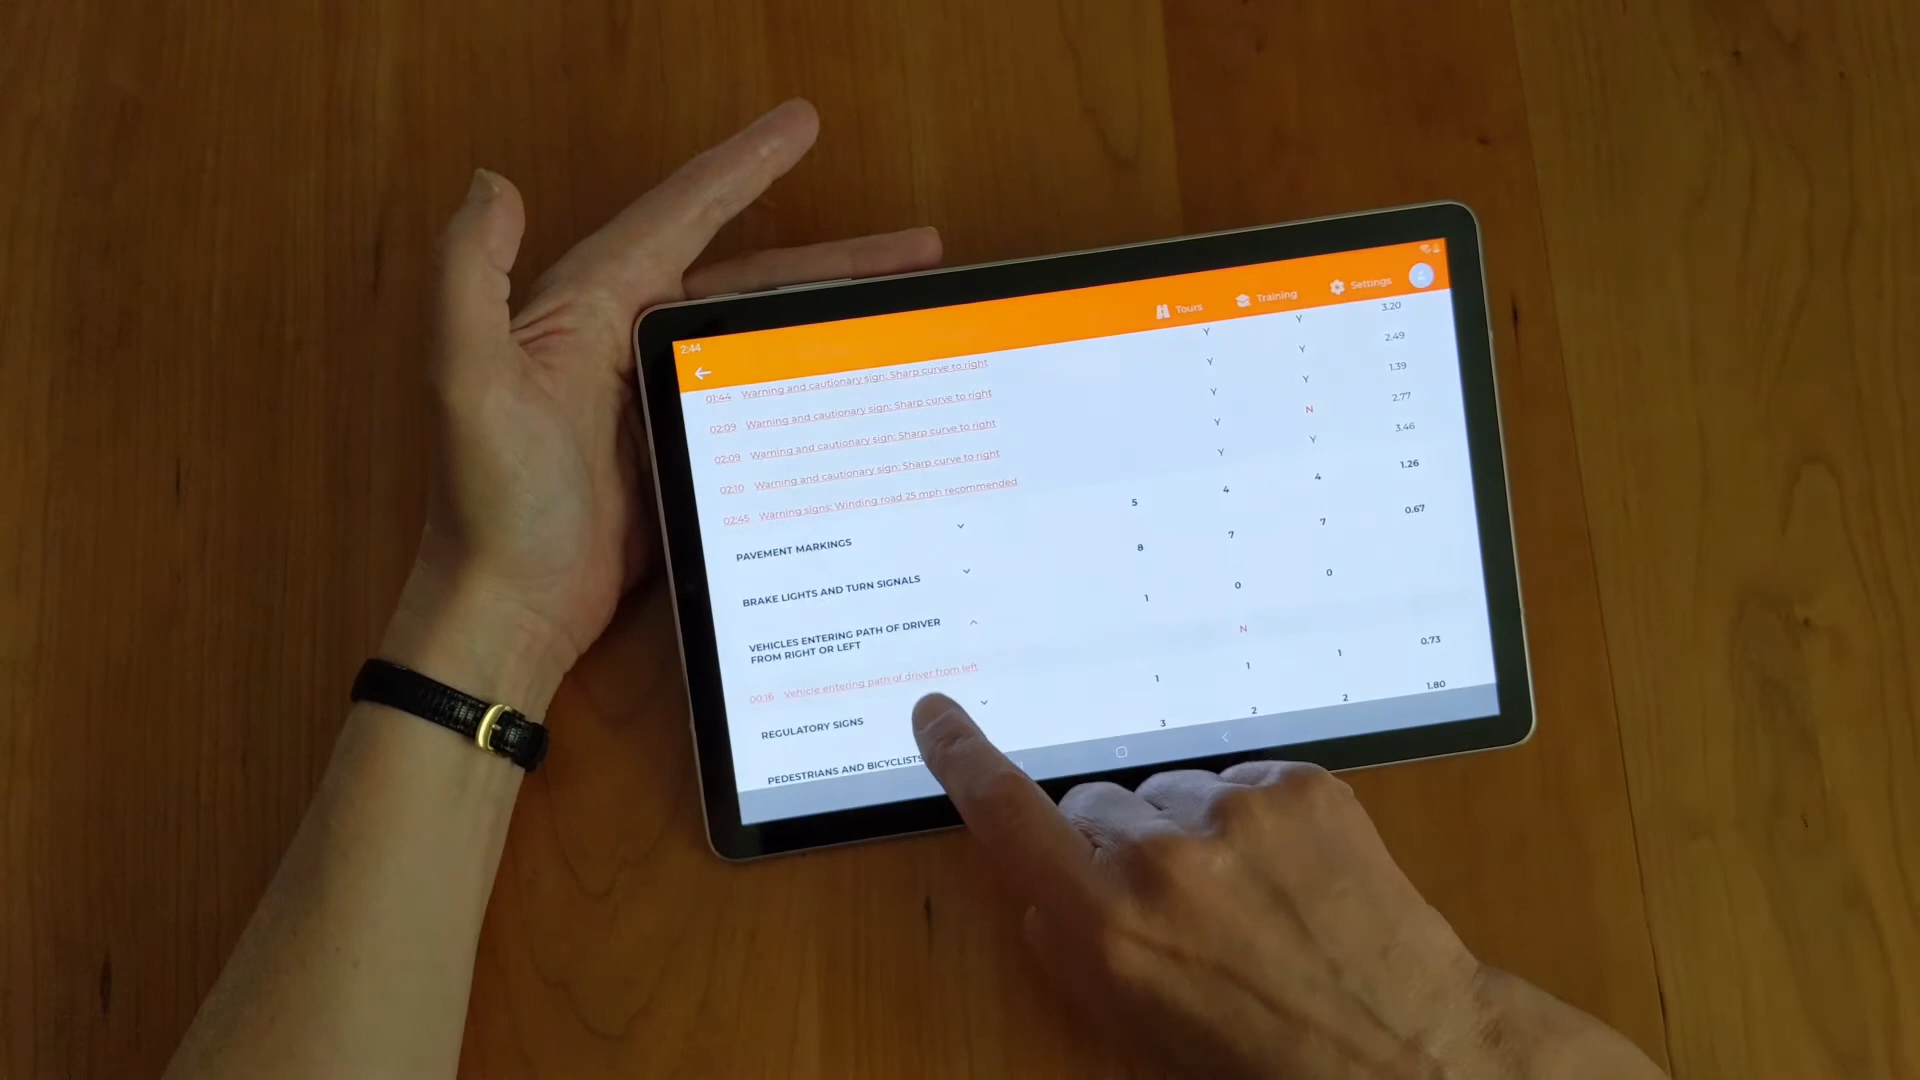 2:44
Tours Training Settings
01:44 Warning and cautionary sign: Sharp curve to right Y Y 3.20
02:09 Warning and cautionary sign: Sharp curve to right Y Y 2.49
02:09 Warning and cautionary sign: Sharp curve to right Y Y 1.39
02:10 Warning and cautionary sign: Sharp curve to right Y N 2.77
02:45 Warning signs: Winding road 25 mph recommended Y Y 3.46
PAVEMENT MARKINGS 5 4 4 1.26
BRAKE LIGHTS AND TURN SIGNALS 8 7 7 0.67
VEHICLES ENTERING PATH OF DRIVER 1 0 0
FROM RIGHT OR LEFT
00:16 Vehicle entering path of driver from left N
REGULATORY SIGNS 1 1 1 0.73
PEDESTRIANS AND BICYCLISTS 3 2 2 1.80